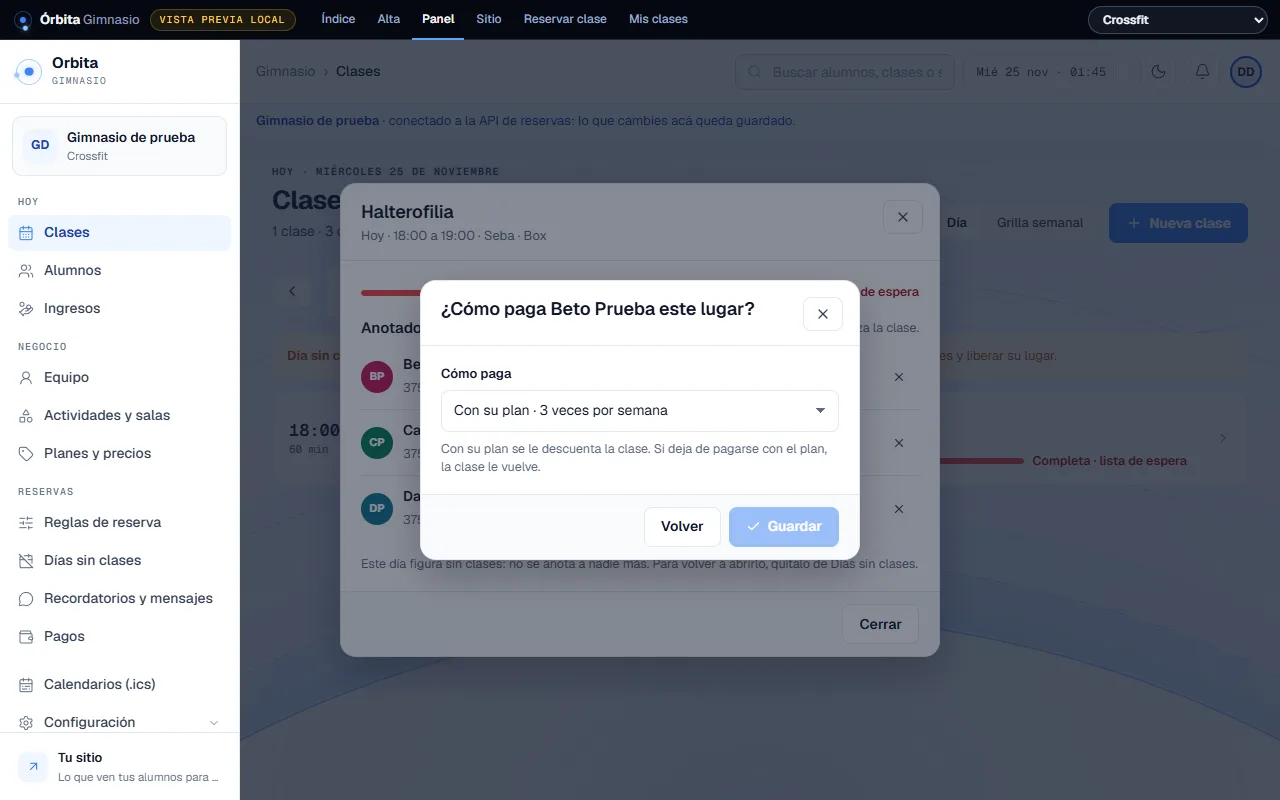 Órbita Gimnasio
VISTA PREVIA LOCAL
Índice
Alta
Panel
Sitio
Reservar clase
Mis clases
Crossfit
Orbita
GIMNASIO
GD
Gimnasio de prueba
Crossfit
HOY
Clases
Alumnos
Ingresos
NEGOCIO
Equipo
Actividades y salas
Planes y precios
RESERVAS
Reglas de reserva
Días sin clases
Recordatorios y mensajes
Pagos
Calendarios (.ics)
Configuración
Tu sitio
Lo que ven tus alumnos para …
Gimnasio › Clases
Buscar alumnos, clases o s
Mié 25 nov · 01:45
DD
Gimnasio de prueba · conectado a la API de reservas: lo que cambies acá queda guardado.
HOY · MIÉRCOLES 25 DE NOVIEMBRE
Clase
1 clase · 3
Día
Grilla semanal
+ Nueva clase
Día sin c
es y liberar su lugar.
18:00
60 min
Completa · lista de espera
Halterofilia
Hoy · 18:00 a 19:00 · Seba · Box
de espera
Anotado
za la clase.
BP
Be
375
CP
Ca
375
DP
Da
375
Este día figura sin clases: no se anota a nadie más. Para volver a abrirlo, quitalo de Días sin clases.
Cerrar
¿Cómo paga Beto Prueba este lugar?
Cómo paga
Con su plan · 3 veces por semana
Con su plan se le descuenta la clase. Si deja de pagarse con el plan,
la clase le vuelve.
Volver
Guardar